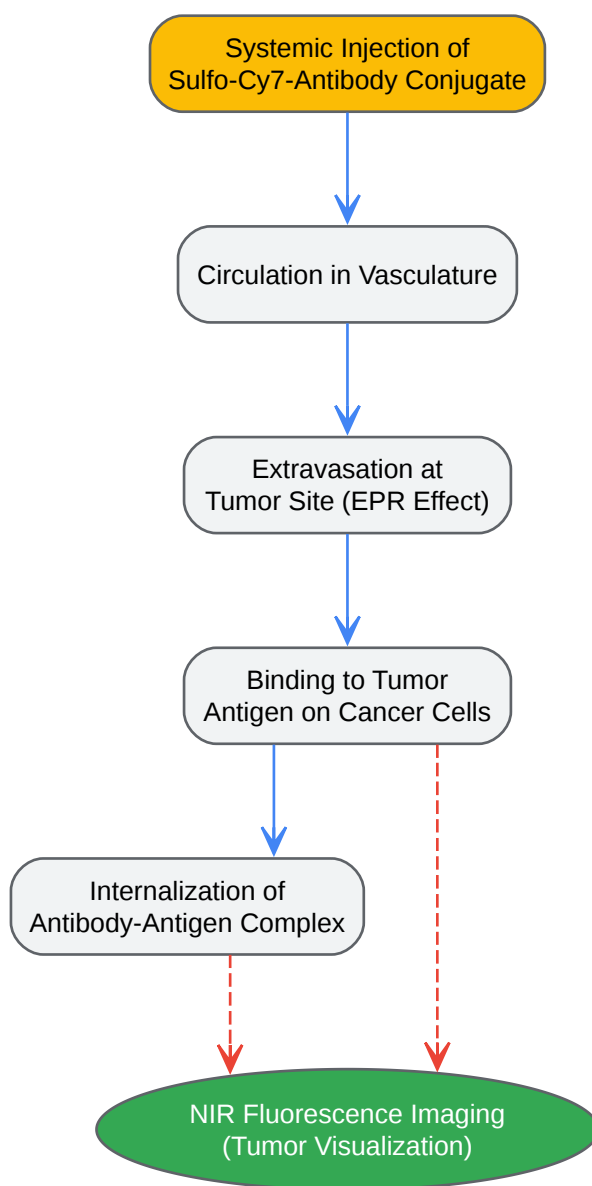 Systemic Injection of
Sulfo-Cy7-Antibody Conjugate
Circulation in Vasculature
Extravasation at
Tumor Site (EPR Effect)
Binding to Tumor
Antigen on Cancer Cells
Internalization of
Antibody-Antigen Complex
NIR Fluorescence Imaging
(Tumor Visualization)